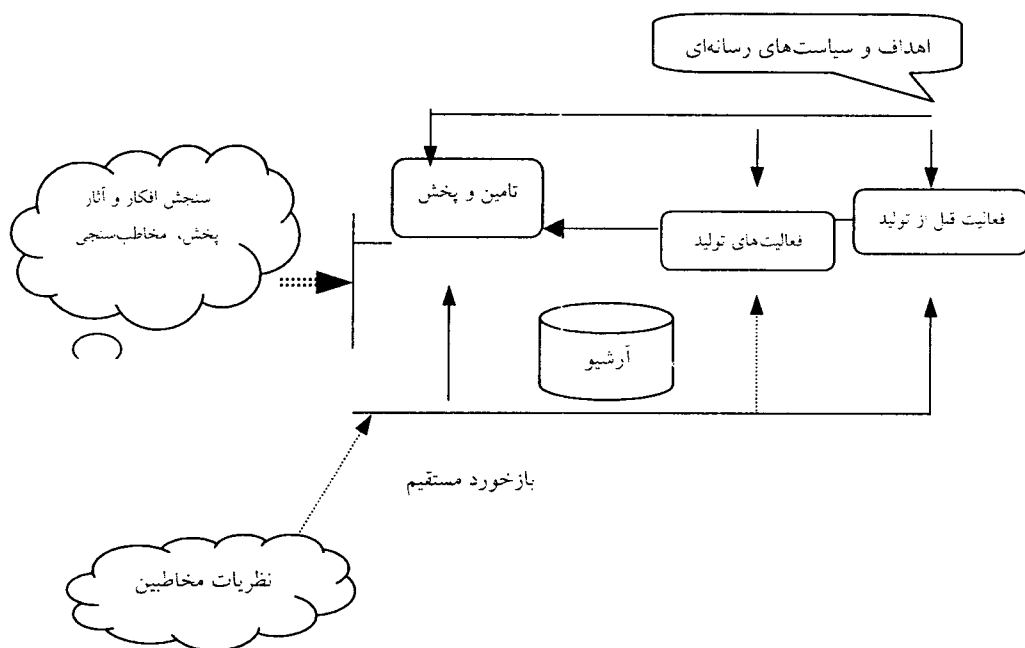 اهداف و سیاست‌های رسانه‌ای
تامین و پخش
فعالیت قبل از تولید
فعالیت‌های تولید
سنجش افکار و آثار
پخش، مخاطب‌سنجی
آرشیو
بازخورد مستقیم
نظریات مخاطبین